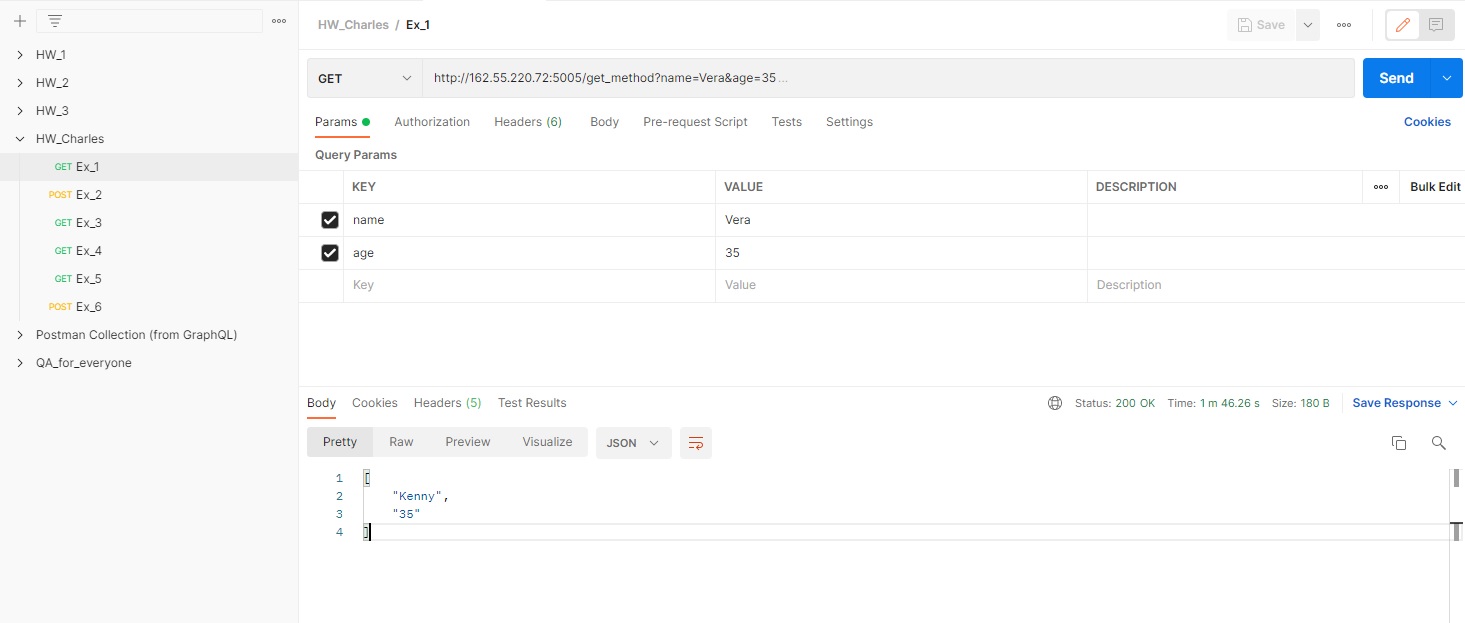 HW_1
HW_2
HW_3
HW_Charles
GET Ex_1
POST Ex_2
GET Ex_3
GET Ex_4
GET Ex_5
POST Ex_6
Postman Collection (from GraphQL)
QA_for_everyone
HW_Charles / Ex_1
Save
GET http://162.55.220.72:5005/get_method?name=Vera&age=35 ...
Send
Params Authorization Headers (6) Body Pre-request Script Tests Settings Cookies
Query Params
KEY VALUE DESCRIPTION Bulk Edit
name Vera
age 35
Key Value Description
Body Cookies Headers (5) Test Results Status: 200 OK Time: 1 m 46.26 s Size: 180 B Save Response
Pretty Raw Preview Visualize JSON
1 [
2 "Kenny",
3 "35"
4 ]